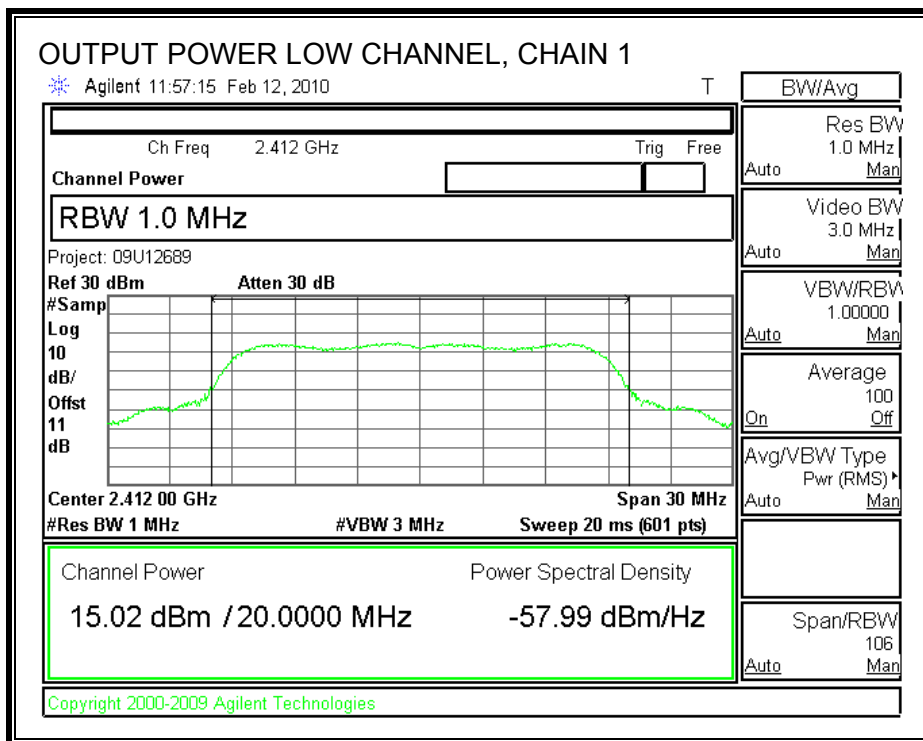 OUTPUT POWER LOW CHANNEL, CHAIN 1
Agilent 11:57:15 Feb 12, 2010 T
Ch Freq 2.412 GHz Trig Free
Channel Power
RBW 1.0 MHz
Project: 09U12689
Ref 30 dBm Atten 30 dB
#Samp
Log
10
dB/
Offst
11
dB
Center 2.412 00 GHz Span 30 MHz
#Res BW 1 MHz #VBW 3 MHz Sweep 20 ms (601 pts)
Channel Power Power Spectral Density
15.02 dBm / 20.0000 MHz -57.99 dBm/Hz
Copyright 2000-2009 Agilent Technologies
BW/Avg
Res BW
1.0 MHz
Auto Man
Video BW
3.0 MHz
Auto Man
VBW/RBW
1.00000
Auto Man
Average
100
On Off
Avg/VBW Type
Pwr (RMS)
Auto Man
Span/RBW
106
Auto Man